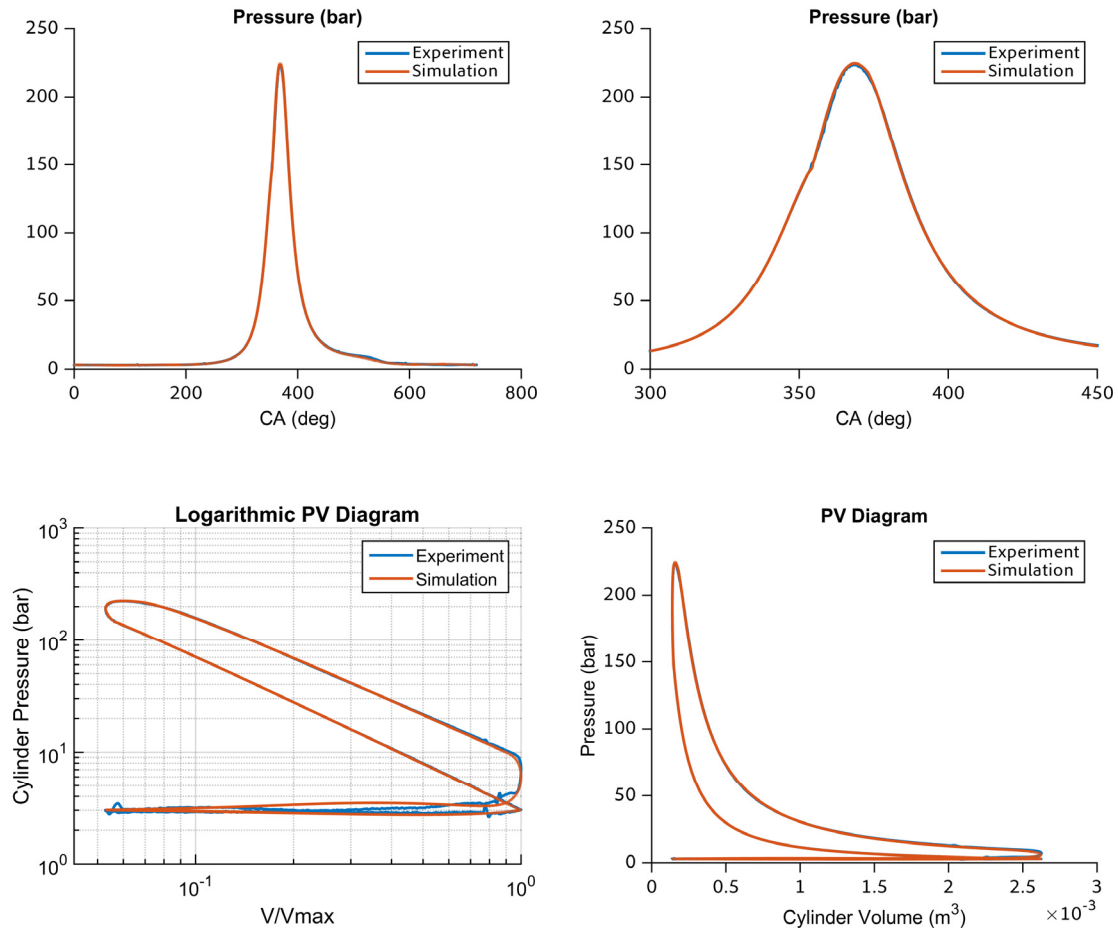 Pressure (bar)
250
200
150
100
50
0
Experiment
Simulation
0
200
400
600
800
CA (deg)
Pressure (bar)
250
200
150
100
50
0
Experiment
Simulation
300
350
400
450
CA (deg)
Logarithmic PV Diagram
Cylinder Pressure (bar)
10³
10²
10¹
10⁰
Experiment
Simulation
10⁻¹
10⁰
V/Vmax
PV Diagram
Pressure (bar)
250
200
150
100
50
0
Experiment
Simulation
0
0.5
1
1.5
2
2.5
3
Cylinder Volume (m³)
×10⁻³